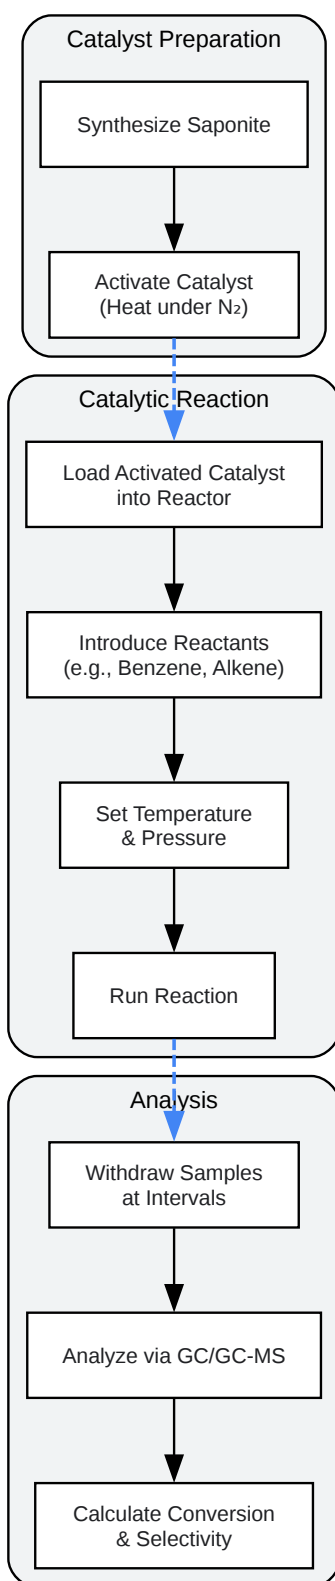 Catalyst Preparation
Synthesize Saponite
Activate Catalyst
(Heat under N₂)
Catalytic Reaction
Load Activated Catalyst
into Reactor
Introduce Reactants
(e.g., Benzene, Alkene)
Set Temperature
& Pressure
Run Reaction
Analysis
Withdraw Samples
at Intervals
Analyze via GC/GC-MS
Calculate Conversion
& Selectivity